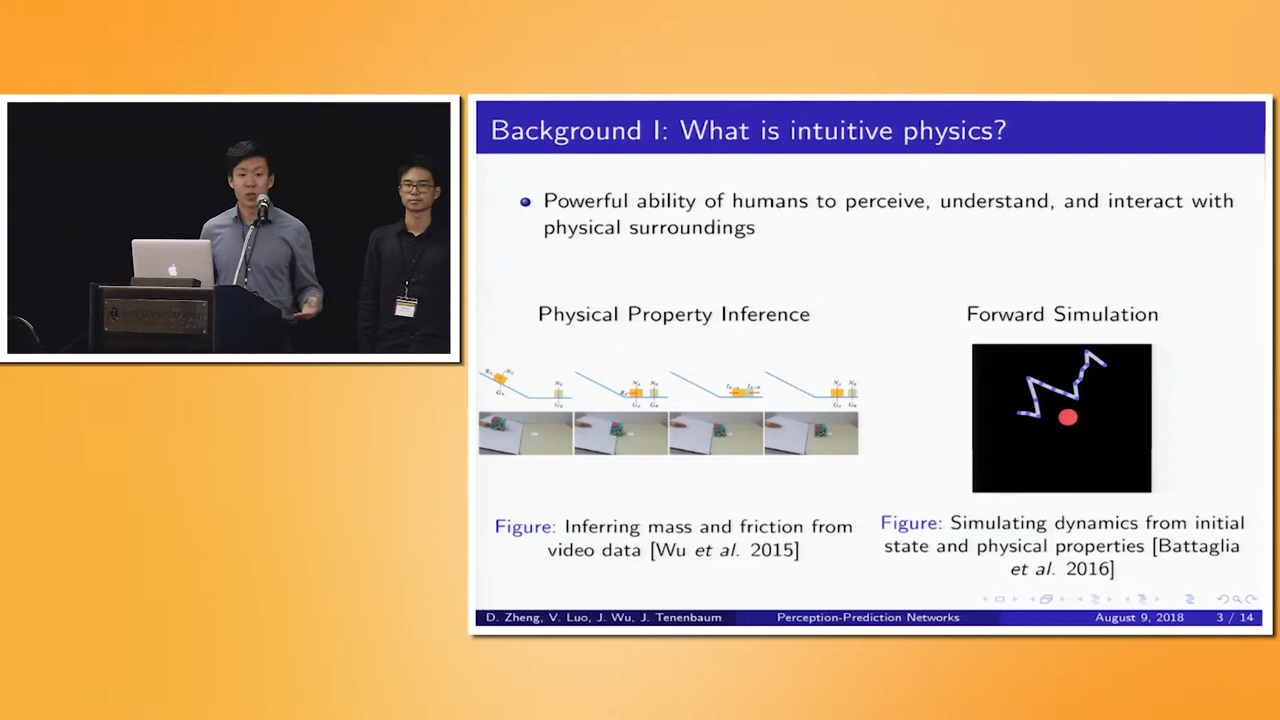 Background I: What is intuitive physics?
Powerful ability of humans to perceive, understand, and interact with
physical surroundings
Physical Property Inference
Forward Simulation
Figure: Inferring mass and friction from
video data [Wu et al. 2015]
Figure: Simulating dynamics from initial
state and physical properties [Battaglia
et al. 2016]
D. Zheng, V. Luo, J. Wu, J. Tenenbaum
Perception-Prediction Networks
August 9, 2018
3 / 14